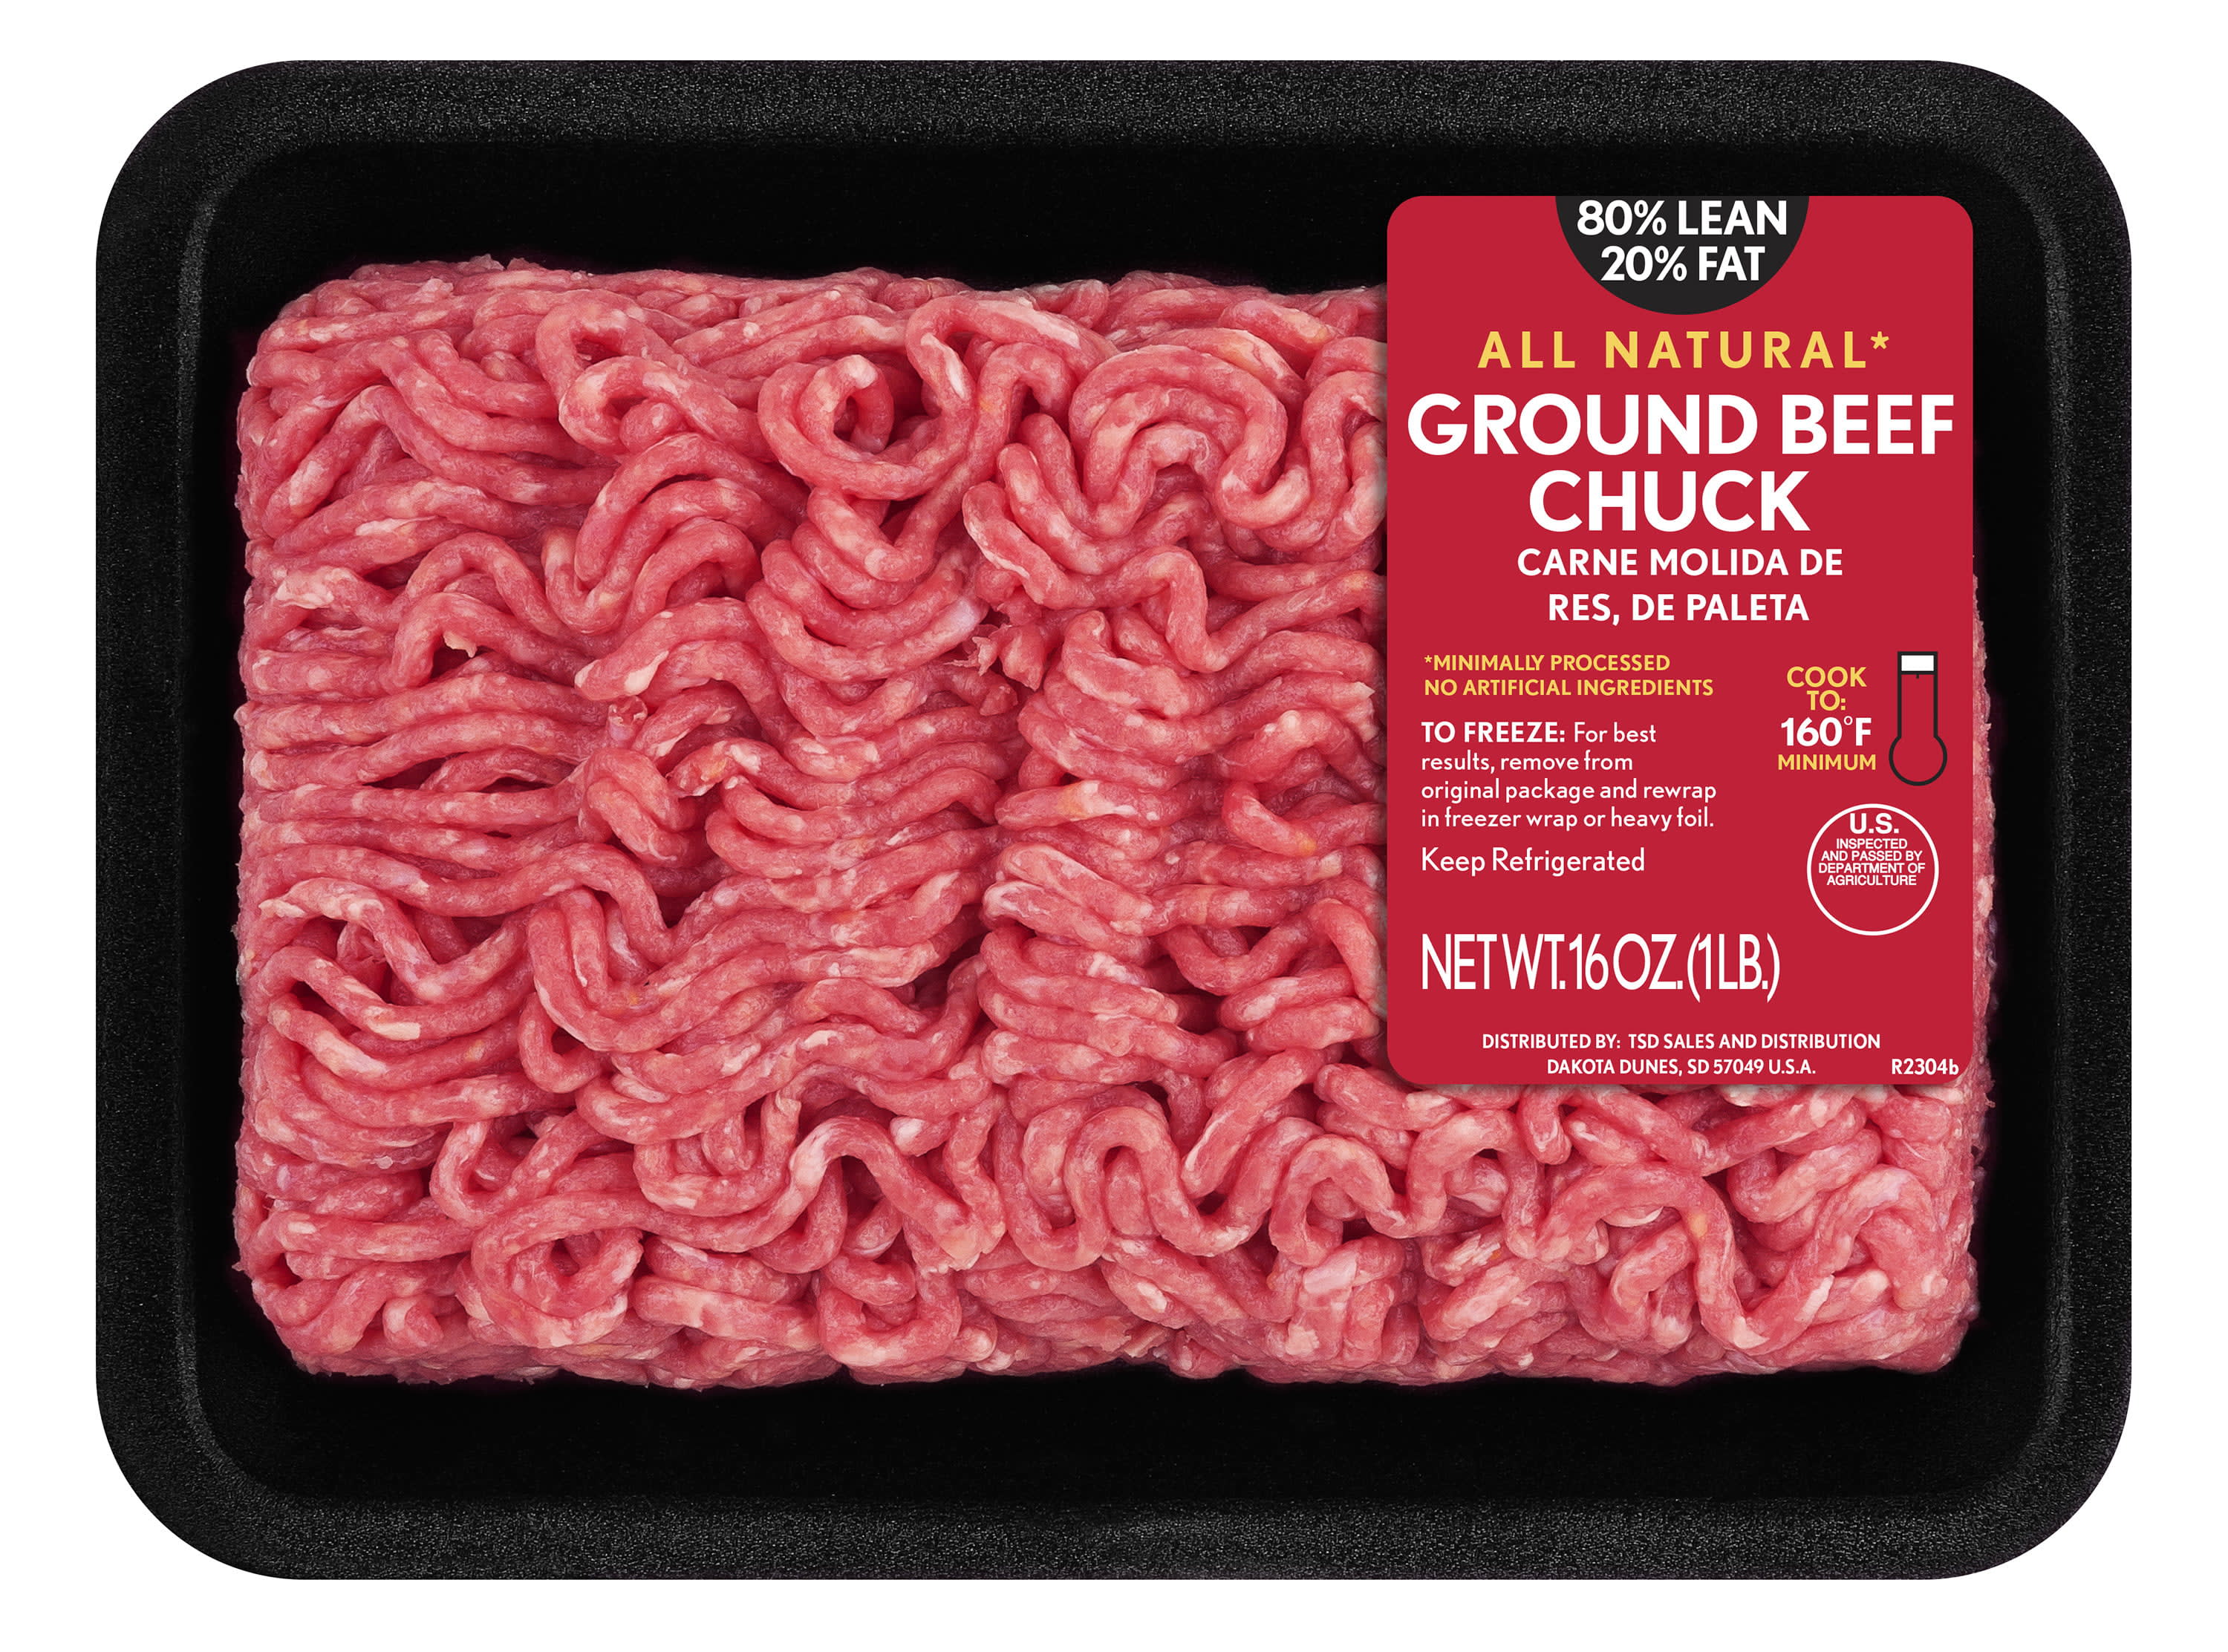 80% LEAN
20% FAT
ALL NATURAL*
GROUND BEEF
CHUCK
CARNE MOLIDA DE
RES, DE PALETA
*MINIMALLY PROCESSED
NO ARTIFICIAL INGREDIENTS
TO FREEZE: For best
results, remove from
original package and rewrap
in freezer wrap or heavy foil.
Keep Refrigerated
COOK
TO:
160°F
MINIMUM
U.S.
INSPECTED
AND PASSED BY
DEPARTMENT OF
AGRICULTURE
NET WT. 16 OZ. (1 LB.)
DISTRIBUTED BY: TSD SALES AND DISTRIBUTION
DAKOTA DUNES, SD 57049 U.S.A.
R2304b